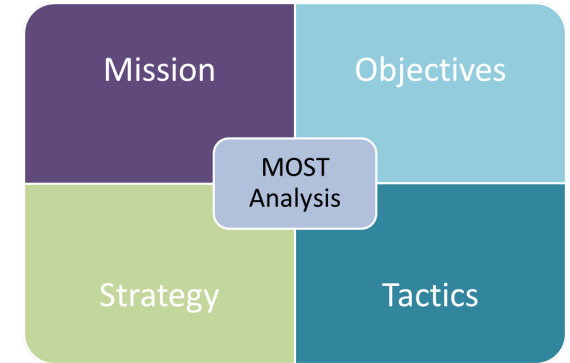 Mission
Objectives
MOST
Analysis
Strategy
Tactics